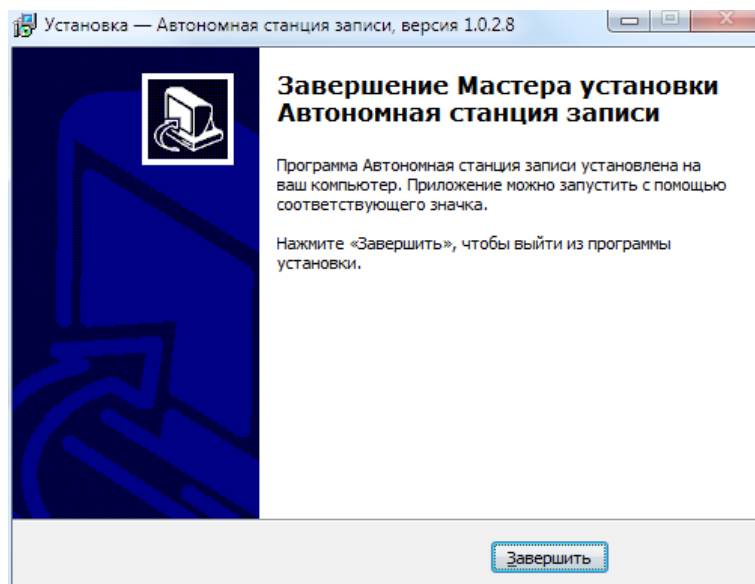 Установка — Автономная станция записи, версия 1.0.2.8
Завершение Мастера установки
Автономная станция записи
Программа Автономная станция записи установлена на
ваш компьютер. Приложение можно запустить с помощью
соответствующего значка.
Нажмите «Завершить», чтобы выйти из программы
установки.
Завершить